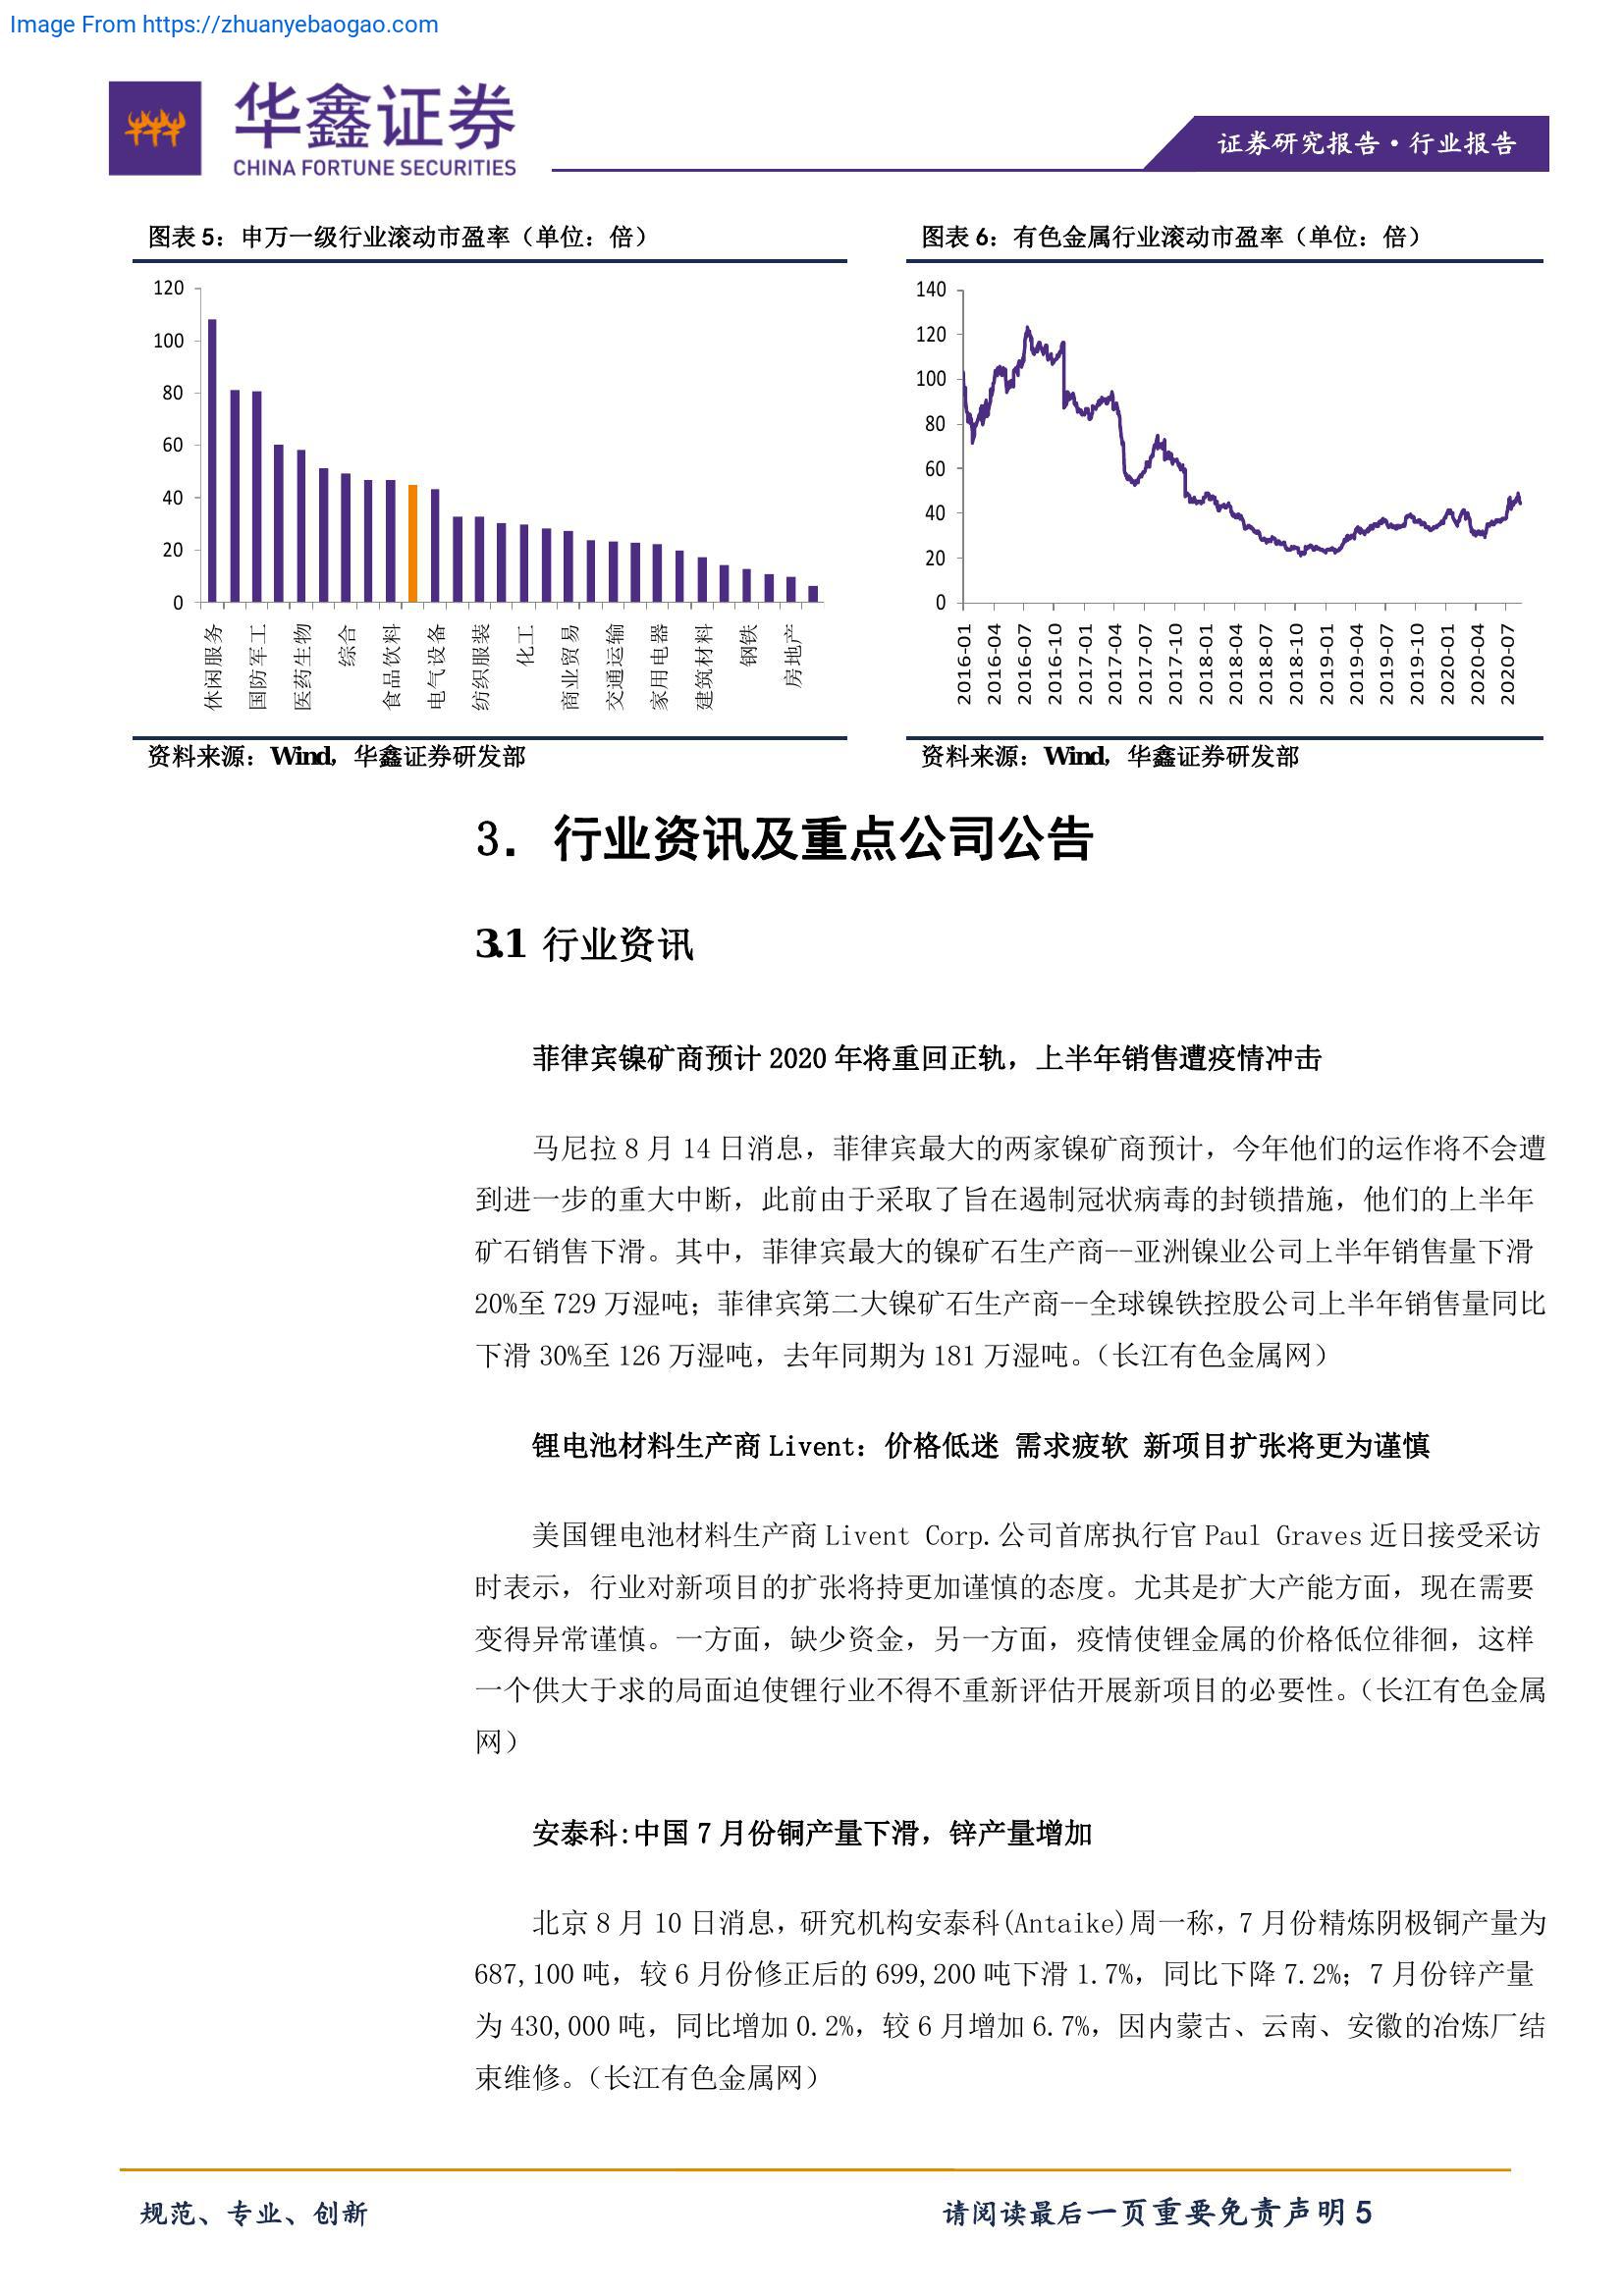 Image From https://zhuanyebaogao.com
华鑫证券
CHINA FORTUNE SECURITIES
证券研究报告·行业报告
图表 5：申万一级行业滚动市盈率（单位：倍）
120
100
80
60
40
20
0
休闲服务
国防军工
医药生物
综合
食品饮料
电气设备
纺织服装
化工
商业贸易
交通运输
家用电器
建筑材料
钢铁
房地产
资料来源：Wind，华鑫证券研发部
图表 6：有色金属行业滚动市盈率（单位：倍）
140
120
100
80
60
40
20
0
2016-01
2016-04
2016-07
2016-10
2017-01
2017-04
2017-07
2017-10
2018-01
2018-04
2018-07
2018-10
2019-01
2019-04
2019-07
2019-10
2020-01
2020-04
2020-07
资料来源：Wind，华鑫证券研发部
3. 行业资讯及重点公司公告
3.1 行业资讯
菲律宾镍矿商预计 2020 年将重回正轨，上半年销售遭疫情冲击
马尼拉 8 月 14 日消息，菲律宾最大的两家镍矿商预计，今年他们的运作将不会遭
到进一步的重大中断，此前由于采取了旨在遏制冠状病毒的封锁措施，他们的上半年
矿石销售下滑。其中，菲律宾最大的镍矿石生产商--亚洲镍业公司上半年销售量下滑
20%至 729 万湿吨；菲律宾第二大镍矿石生产商--全球镍铁控股公司上半年销售量同比
下滑 30%至 126 万湿吨，去年同期为 181 万湿吨。（长江有色金属网）
锂电池材料生产商 Livent：价格低迷 需求疲软 新项目扩张将更为谨慎
美国锂电池材料生产商 Livent Corp.公司首席执行官 Paul Graves 近日接受采访
时表示，行业对新项目的扩张将持更加谨慎的态度。尤其是扩大产能方面，现在需要
变得异常谨慎。一方面，缺少资金，另一方面，疫情使锂金属的价格低位徘徊，这样
一个供大于求的局面迫使锂行业不得不重新评估开展新项目的必要性。（长江有色金属
网）
安泰科:中国 7 月份铜产量下滑，锌产量增加
北京 8 月 10 日消息，研究机构安泰科(Antaike)周一称，7 月份精炼阴极铜产量为
687,100 吨，较 6 月份修正后的 699,200 吨下滑 1.7%，同比下降 7.2%；7 月份锌产量
为 430,000 吨，同比增加 0.2%，较 6 月增加 6.7%，因内蒙古、云南、安徽的冶炼厂结
束维修。（长江有色金属网）
规范、专业、创新
请阅读最后一页重要免责声明 5